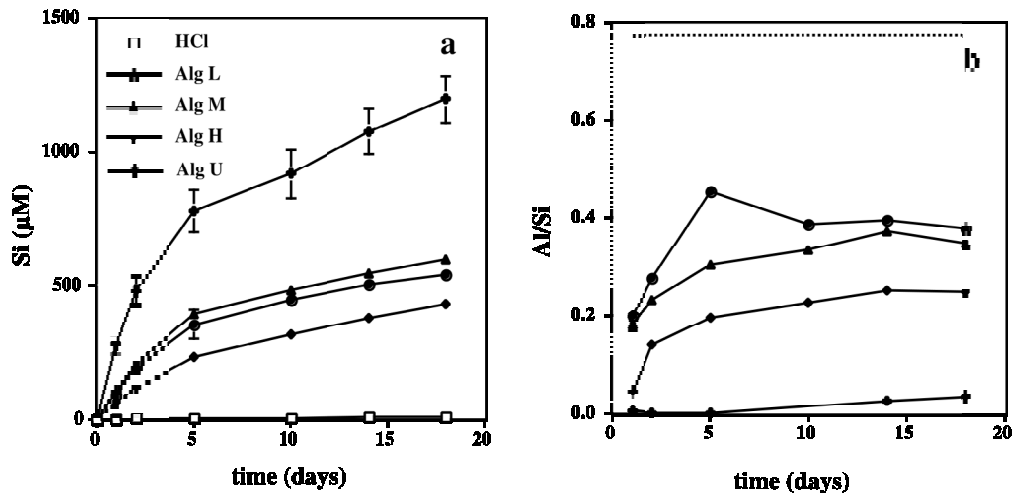 1500
1000
500
0
Si (μM)
a
HCl
Alg L
Alg M
Alg H
Alg U
0 5 10 15 20
time (days)
0.8
0.6
0.4
0.2
0.0
Al/Si
b
0 5 10 15 20
time (days)